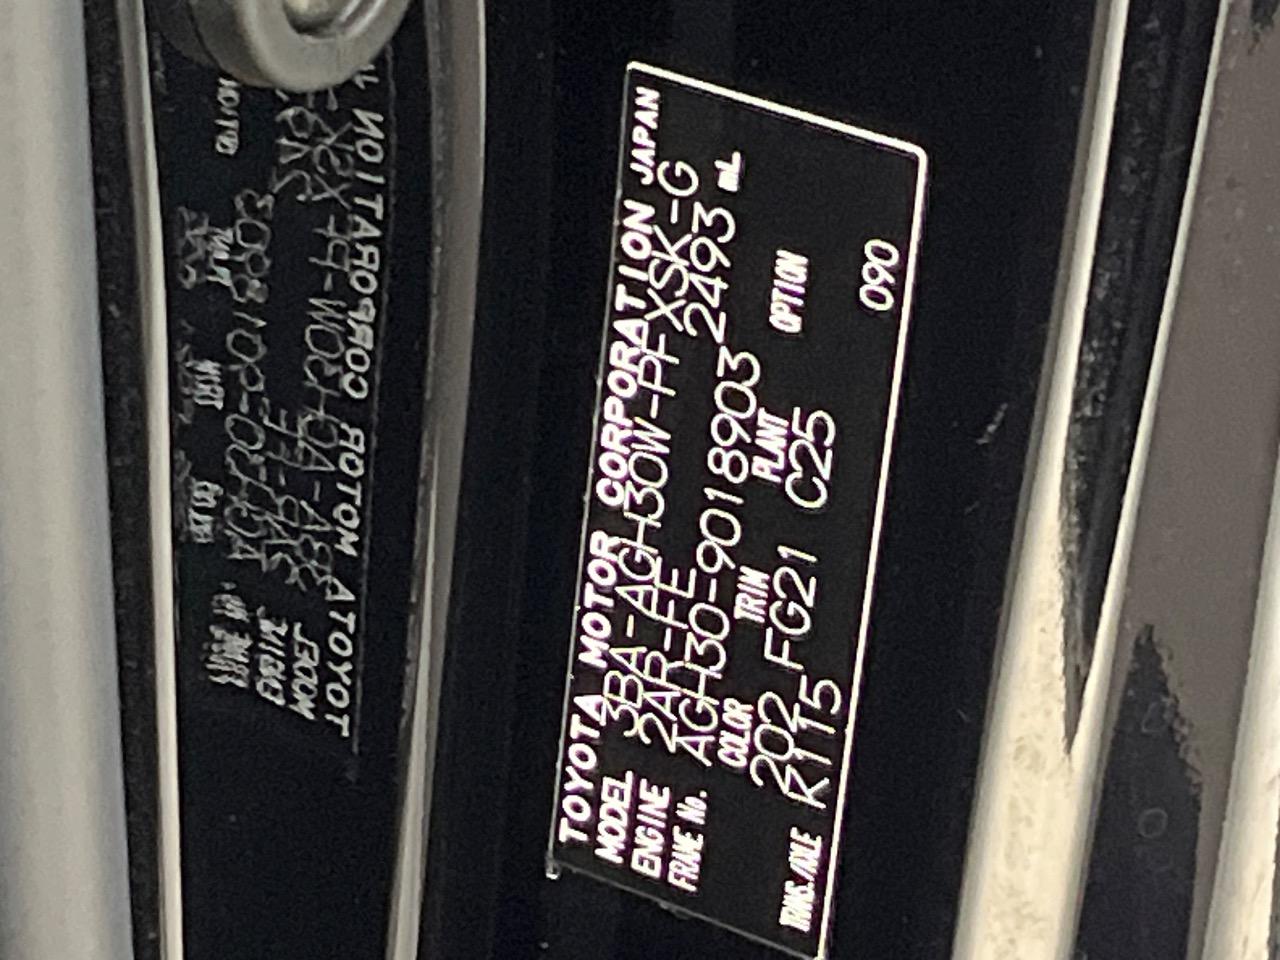 TOYOTA MOTOR CORPORATION JAPAN
MODEL 3BA-AGH30W-PFXSK-G
ENGINE 2AR-FE 2493 mL
FRAME No. AGH30-9018903
COLOR TRIM PLANT OPTION
202 FG21 C25
TRANS./AXLE R115 090